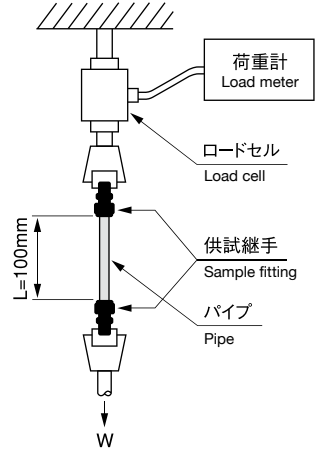 荷重計
Load meter
ロードセル
Load cell
L=100mm
供試継手
Sample fitting
パイプ
Pipe
W